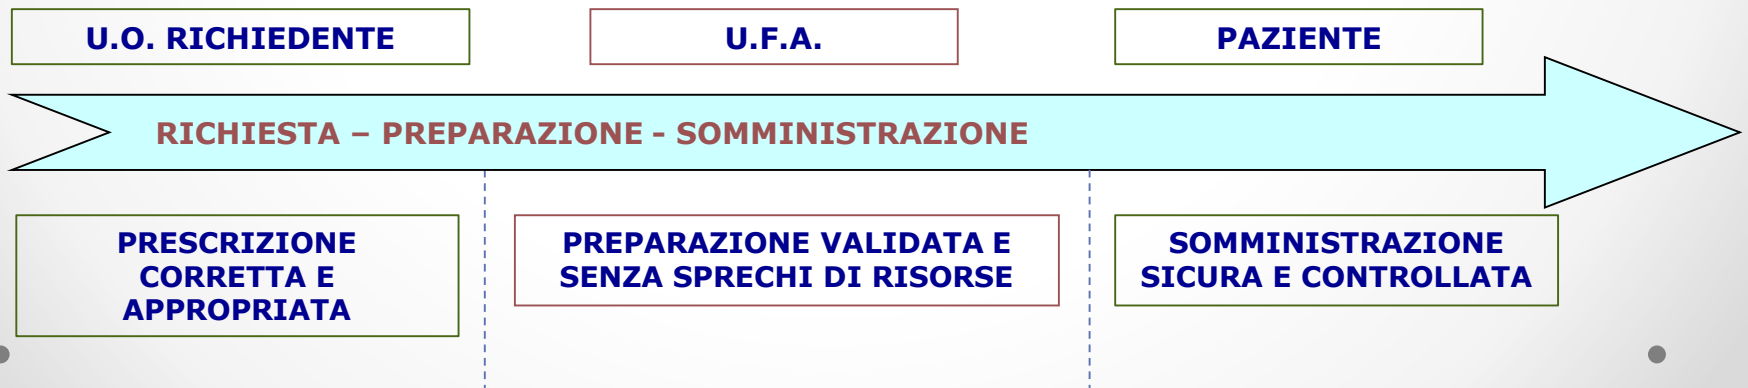 U.O. RICHIEDENTE
U.F.A.
PAZIENTE
RICHIESTA – PREPARAZIONE - SOMMINISTRAZIONE
PRESCRIZIONE
CORRETTA E
APPROPRIATA
PREPARAZIONE VALIDATA E
SENZA SPRECHI DI RISORSE
SOMMINISTRAZIONE
SICURA E CONTROLLATA